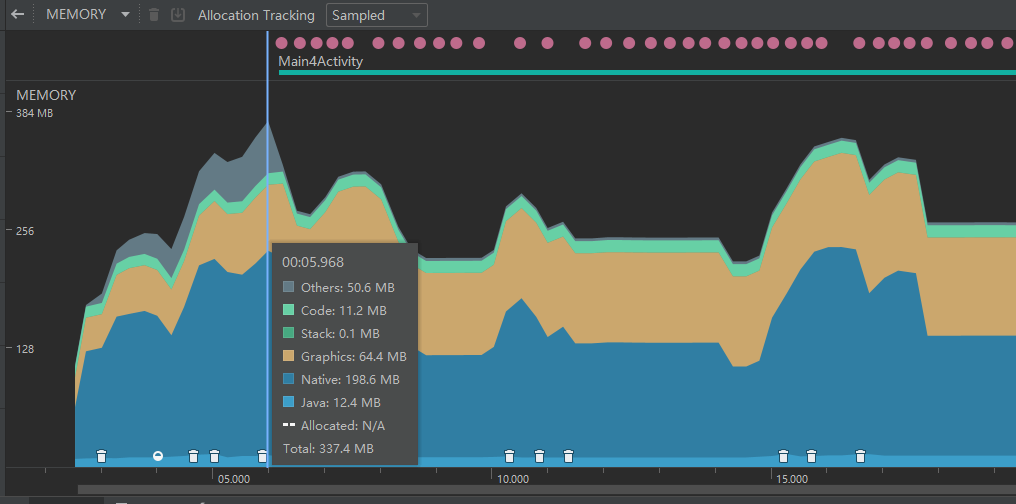 MEMORY
Allocation Tracking
Sampled
Main4Activity
MEMORY
384 MB
256
128
00:05.968
Others: 50.6 MB
Code: 11.2 MB
Stack: 0.1 MB
Graphics: 64.4 MB
Native: 198.6 MB
Java: 12.4 MB
Allocated: N/A
Total: 337.4 MB
05.000
10.000
15.000